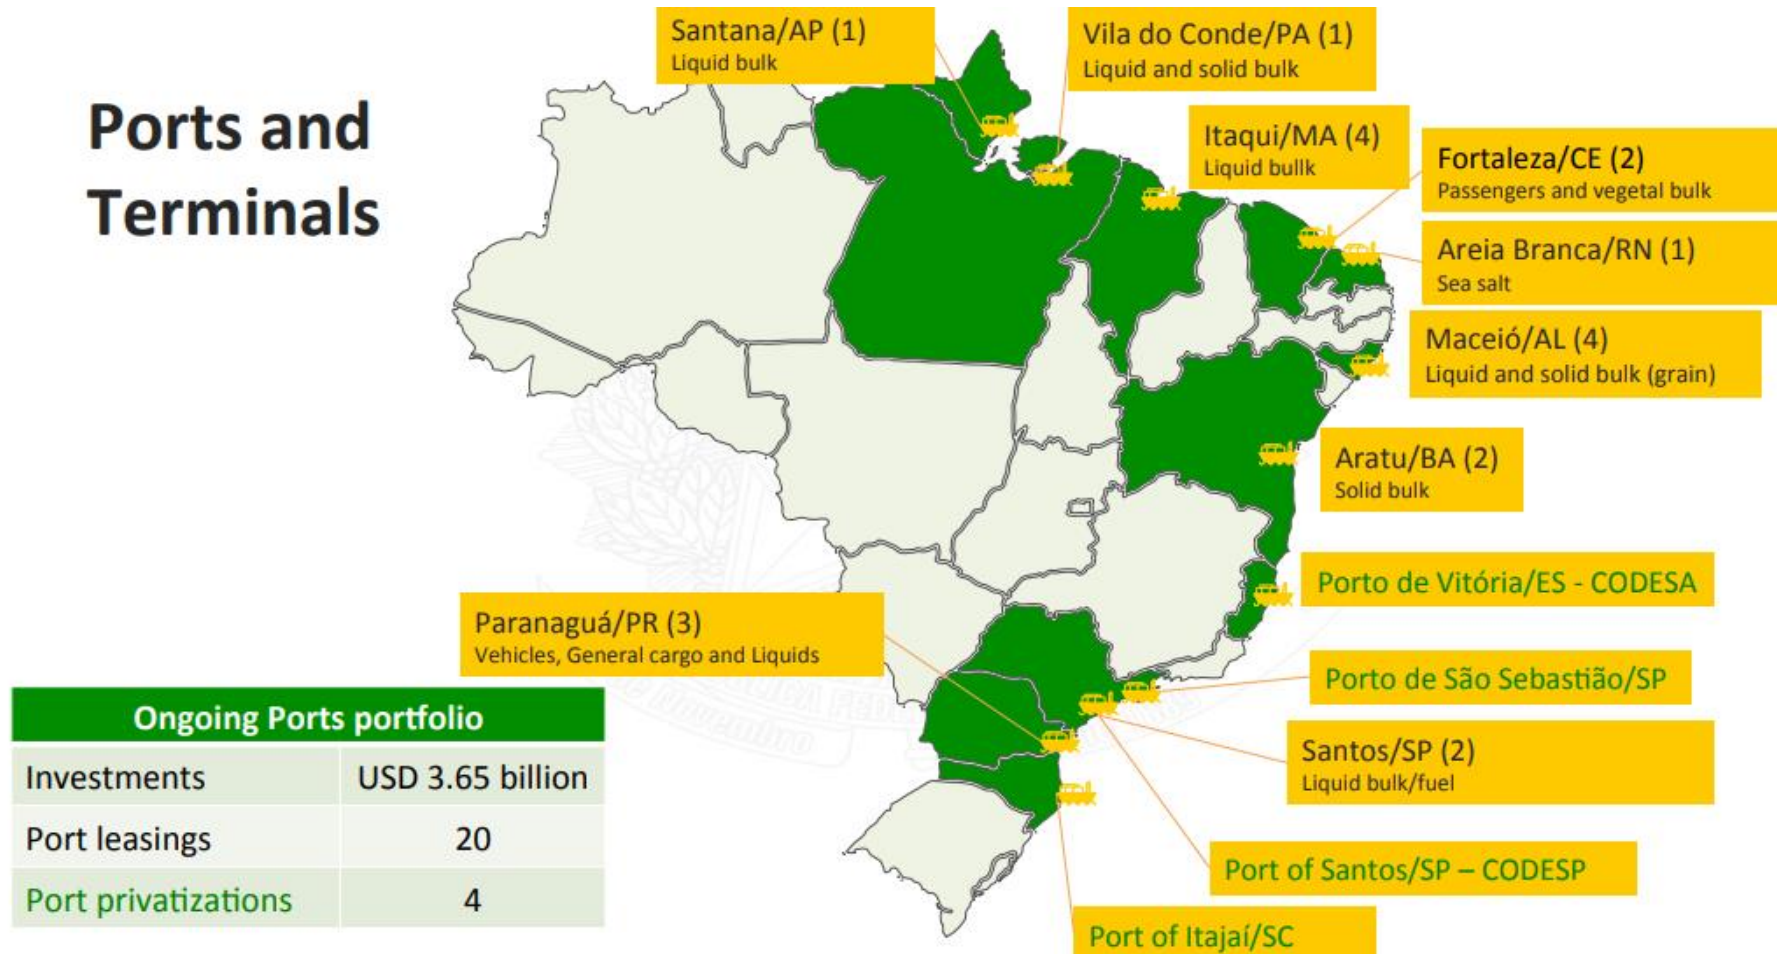 Ports and
Terminals
Santana/AP (1)
Liquid bulk
Vila do Conde/PA (1)
Liquid and solid bulk
Itaqui/MA (4)
Liquid bullk
Fortaleza/CE (2)
Passengers and vegetal bulk
Areia Branca/RN (1)
Sea salt
Maceió/AL (4)
Liquid and solid bulk (grain)
Aratu/BA (2)
Solid bulk
Porto de Vitória/ES - CODESA
Paranaguá/PR (3)
Vehicles, General cargo and Liquids
Porto de São Sebastião/SP
Santos/SP (2)
Liquid bulk/fuel
Port of Santos/SP – CODESP
Port of Itajaí/SC
Ongoing Ports portfolio
Investments USD 3.65 billion
Port leasings 20
Port privatizations 4